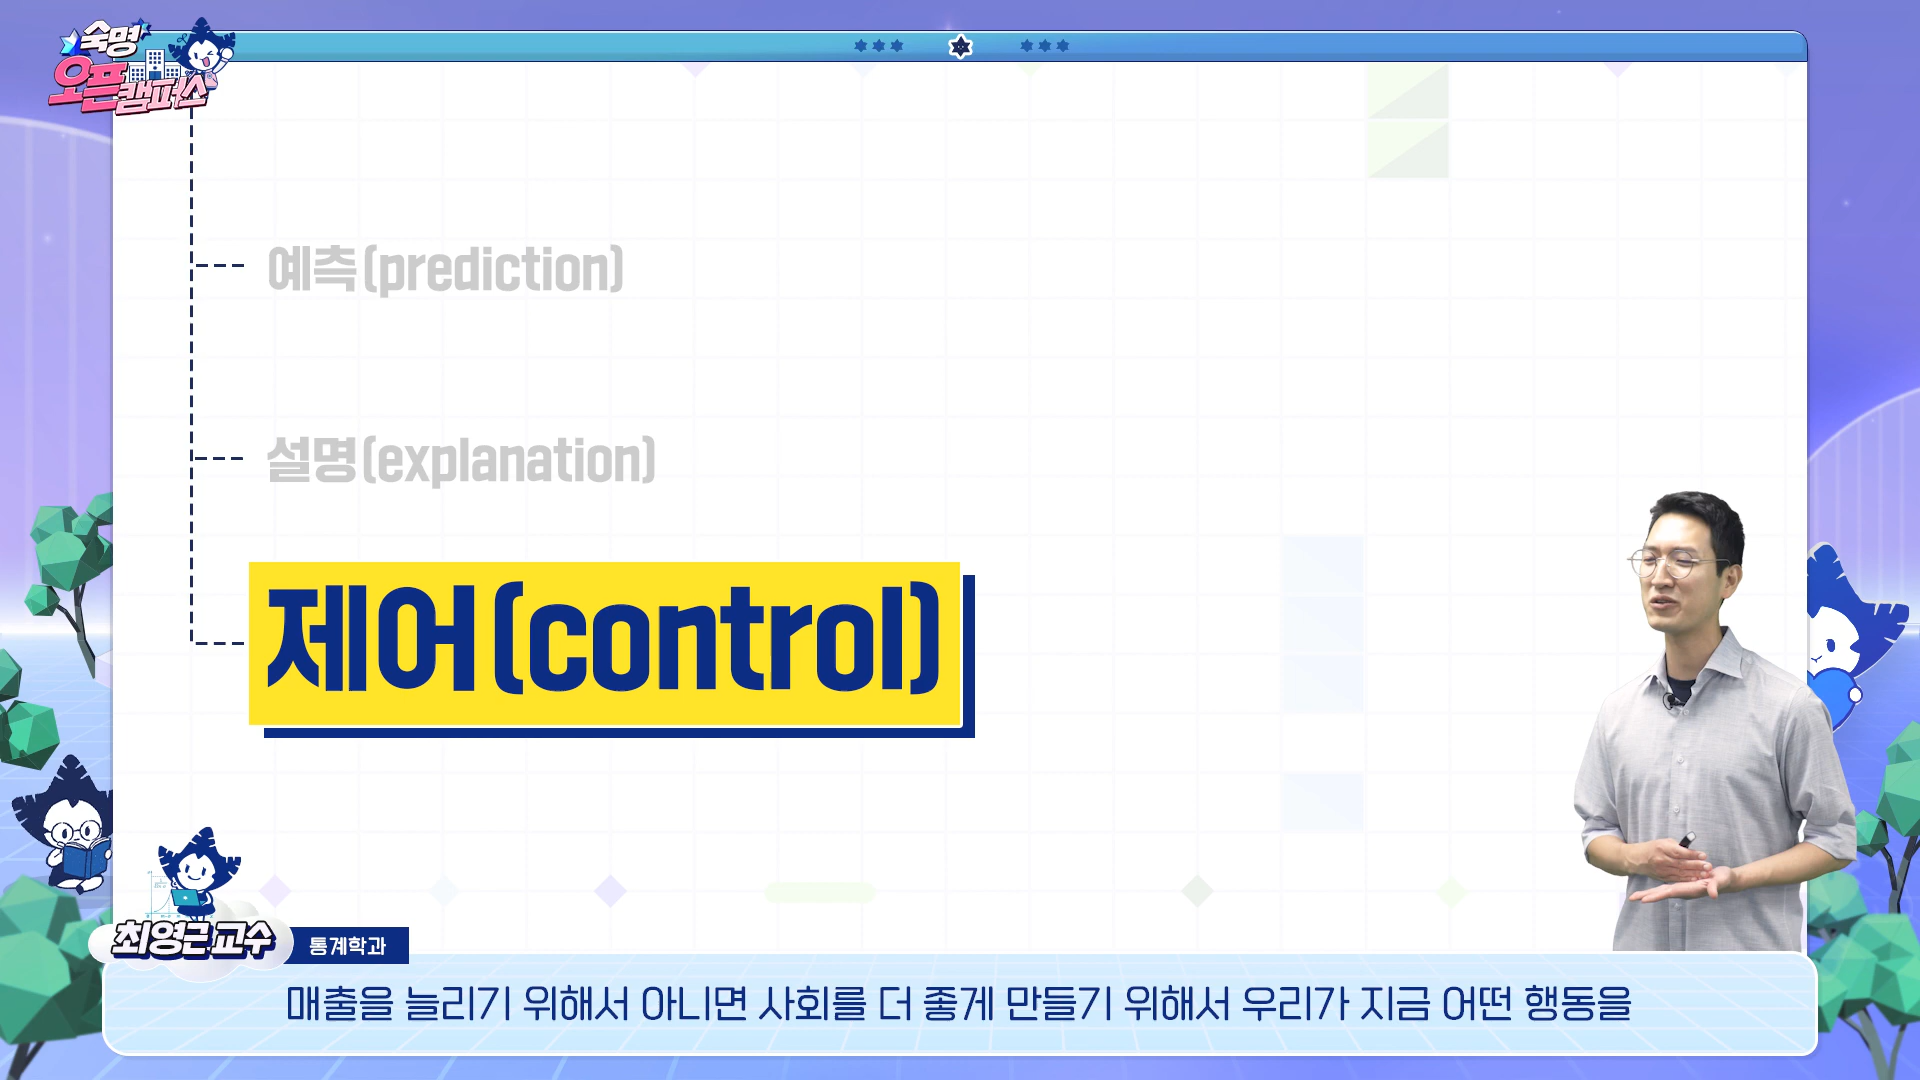 숙명
오픈캠퍼스
예측(prediction)
설명(explanation)
제어(control)
최영근 교수
통계학과
매출을 늘리기 위해서 아니면 사회를 더 좋게 만들기 위해서 우리가 지금 어떤 행동을